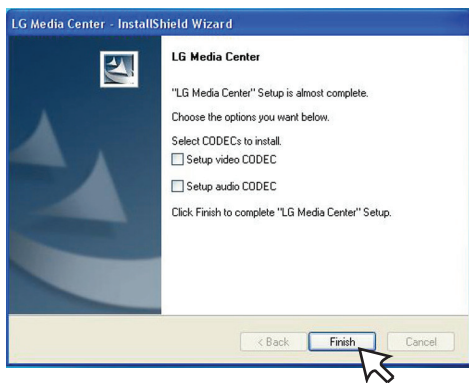 LG Media Center - InstallShield Wizard
LG Media Center
"LG Media Center" Setup is almost complete.
Choose the options you want below.
Select CODECs to install.
Setup video CODEC
Setup audio CODEC
Click Finish to complete "LG Media Center" Setup.
< Back Finish Cancel